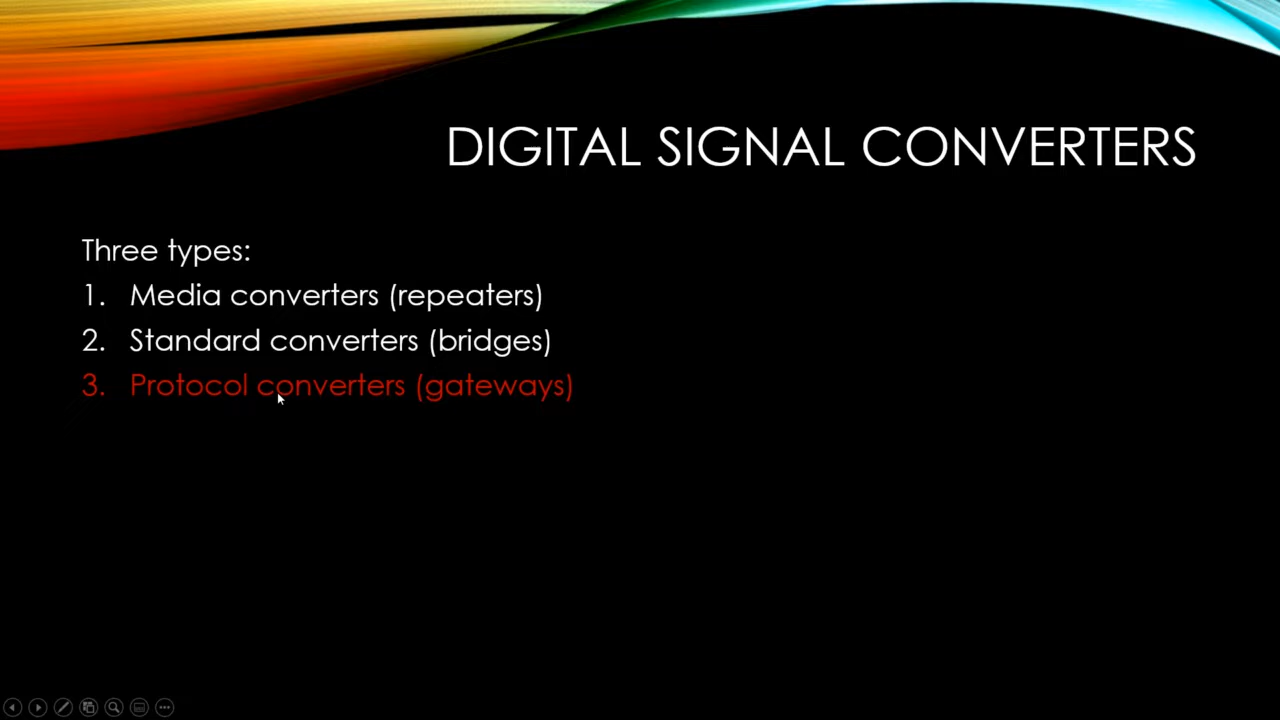 DIGITAL SIGNAL CONVERTERS
Three types:
1. Media converters (repeaters)
2. Standard converters (bridges)
3. Protocol converters (gateways)